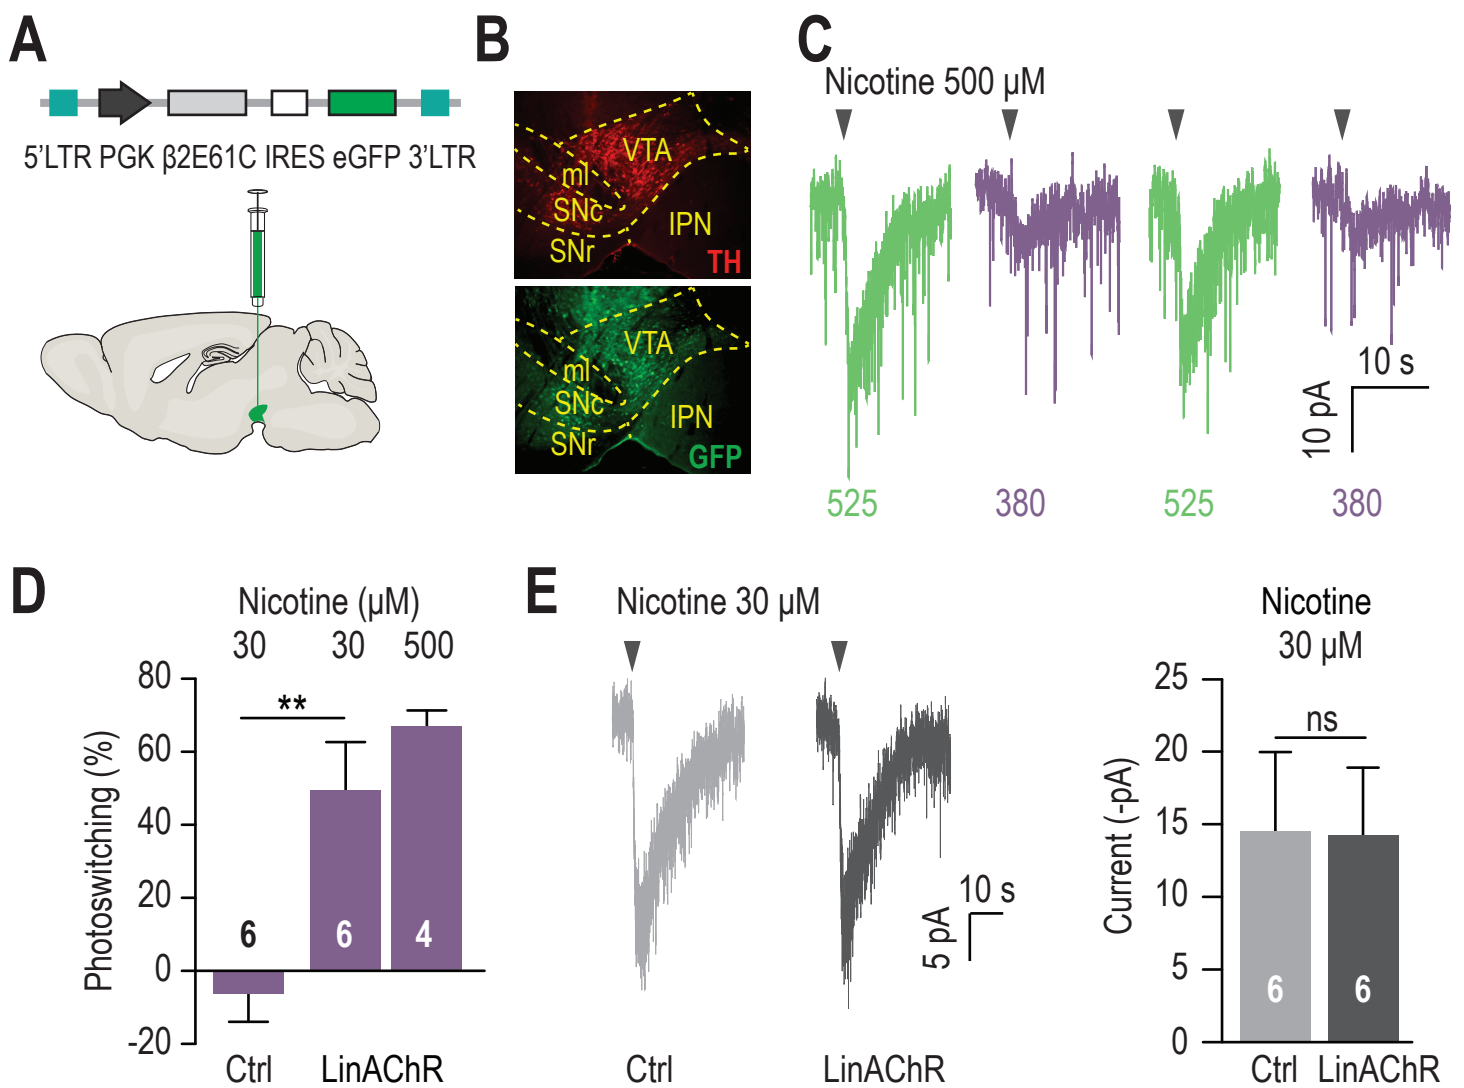 A
5'LTR PGK β2E61C IRES eGFP 3'LTR
B
VTA
ml
SNc
SNr
IPN
TH
VTA
ml
SNc
SNr
IPN
GFP
C
Nicotine 500 µM
10 s
10 pA
525 380 525 380
D
Nicotine (µM)
30 30 500
**
Photoswitching (%)
80
60
40
20
0
-20
6 6 4
Ctrl LinAChR
E
Nicotine 30 µM
10 s
5 pA
Ctrl LinAChR
Nicotine
30 µM
ns
Current (-pA)
25
20
15
10
5
0
6 6
Ctrl LinAChR